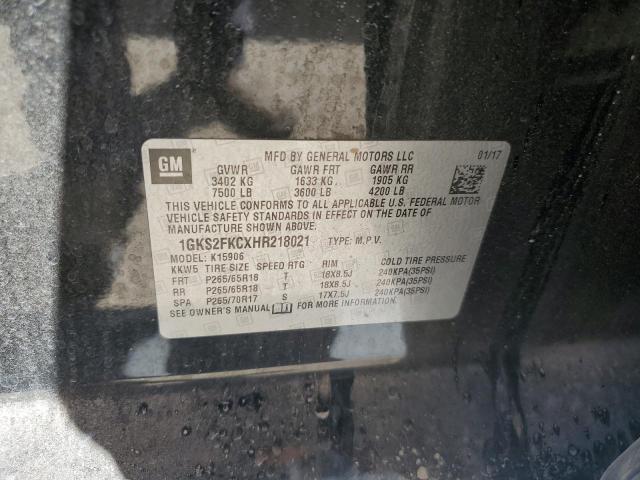 GM
MFD BY GENERAL MOTORS LLC 01/17
GVWR GAWR FRT GAWR RR
3402 KG 1633 KG 1905 KG
7500 LB 3600 LB 4200 LB
THIS VEHICLE CONFORMS TO ALL APPLICABLE U.S. FEDERAL MOTOR
VEHICLE SAFETY STANDARDS IN EFFECT ON THE DATE OF
MANUFACTURE SHOWN ABOVE.
1GKS2FKCXHR218021 TYPE: M.P.V.
MODEL: K15906
KKW5 TIRE SIZE SPEED RTG RIM COLD TIRE PRESSURE
FRT P265/65R18 T 18X8.5J 240KPA(35PSI)
RR P265/65R18 T 18X8.5J 240KPA(35PSI)
SPA P265/70R17 S 17X7.5J 240KPA(35PSI)
SEE OWNER'S MANUAL FOR MORE INFORMATION.